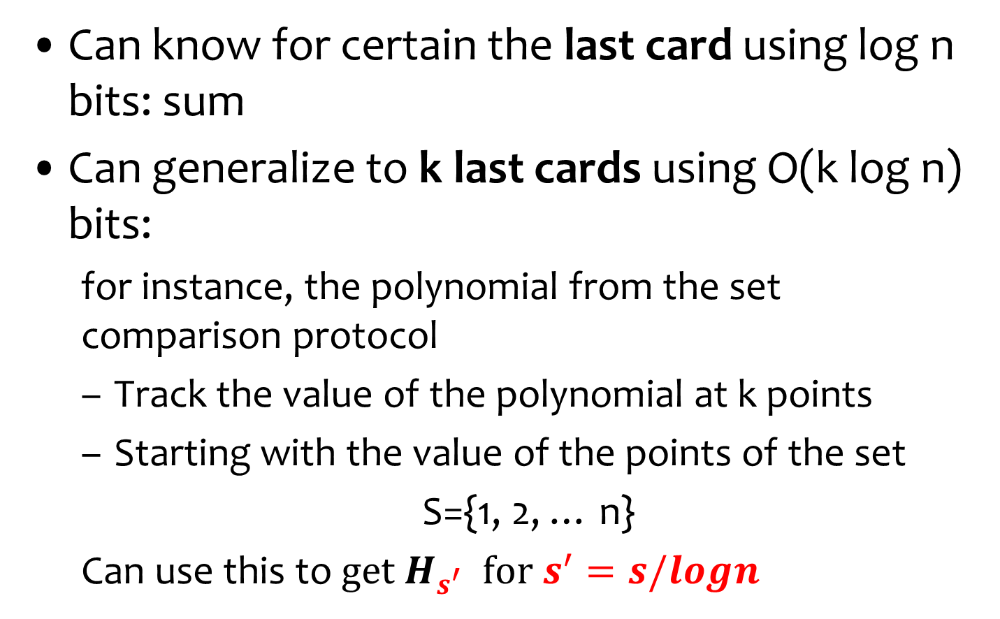 • Can know for certain the last card using log n
bits: sum
• Can generalize to k last cards using O(k log n)
bits:
for instance, the polynomial from the set
comparison protocol
– Track the value of the polynomial at k points
– Starting with the value of the points of the set
S={1, 2, … n}
Can use this to get H_{s′} for s′ = s/logn